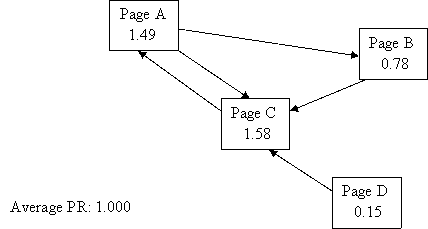 Page A
1.49
Page B
0.78
Page C
1.58
Page D
0.15
Average PR: 1.000